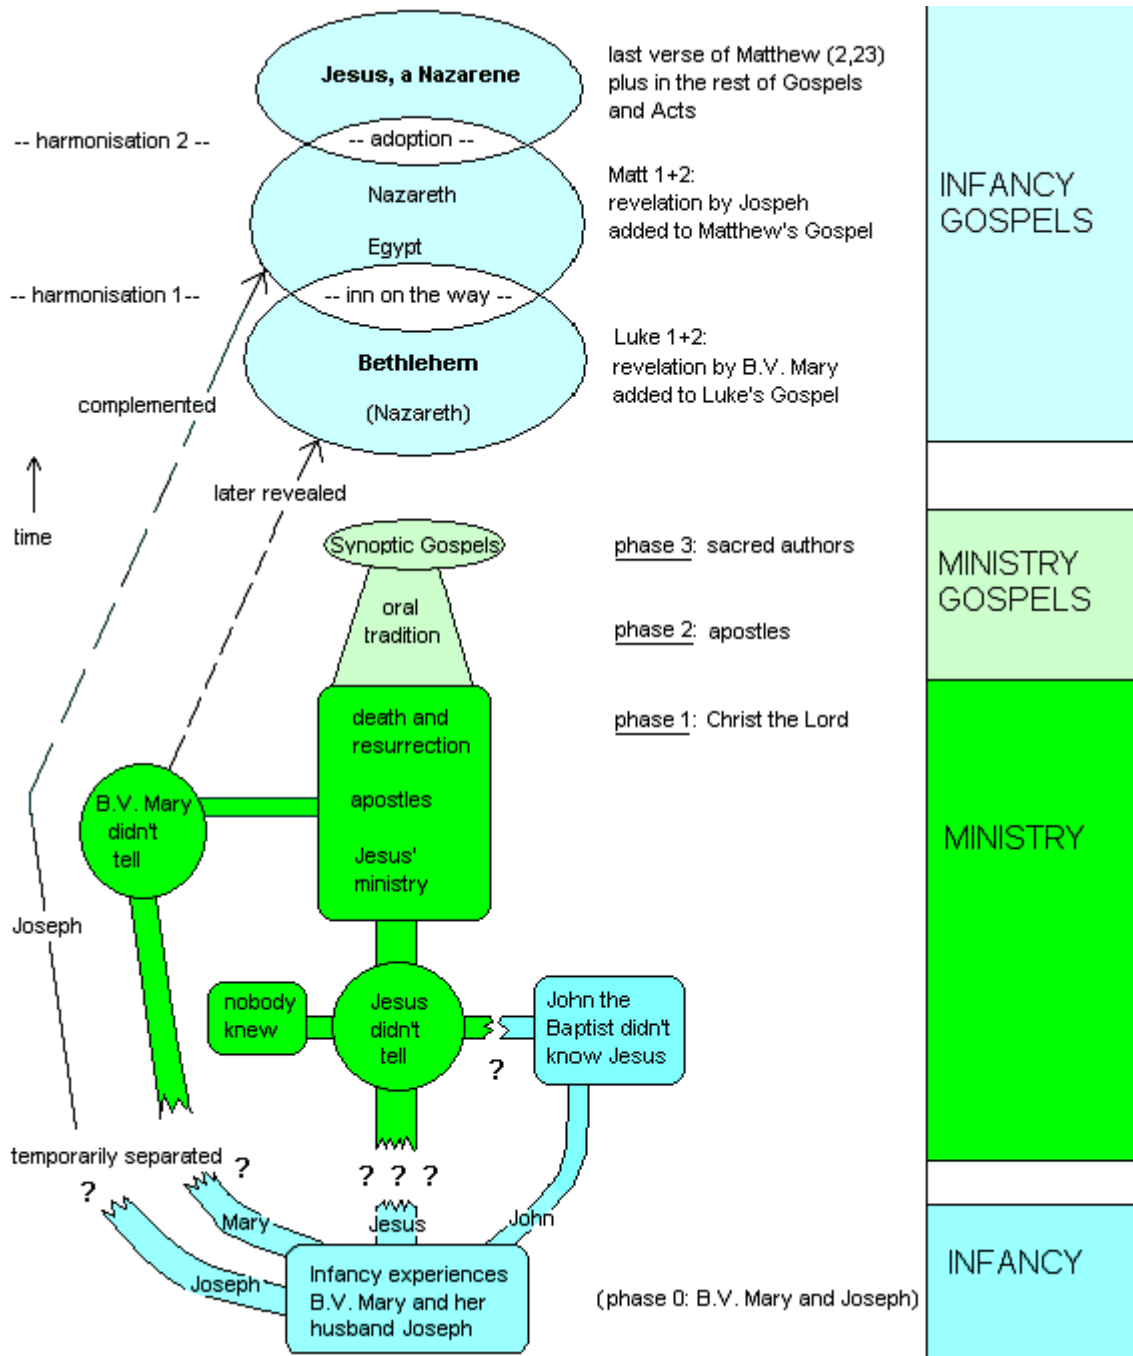 Jesus, a Nazarene
last verse of Matthew (2,23)
plus in the rest of Gospels
and Acts
-- harmonisation 2 --
-- adoption --
Nazareth
Egypt
Matt 1+2:
revelation by Jospeh
added to Matthew's Gospel
INFANCY
GOSPELS
-- harmonisation 1--
-- inn on the way --
Bethlehem
(Nazareth)
Luke 1+2:
revelation by B.V. Mary
added to Luke's Gospel
complemented
later revealed
time
Synoptic Gospels
phase 3: sacred authors
MINISTRY
GOSPELS
oral
tradition
phase 2: apostles
death and
resurrection
phase 1: Christ the Lord
B.V. Mary
didn't
tell
apostles
Jesus'
ministry
MINISTRY
Joseph
nobody
knew
Jesus
didn't
tell
John the
Baptist didn't
know Jesus
?
temporarily separated
?
?
? ? ?
Mary
Jesus
John
Joseph
Infancy experiences
B.V. Mary and her
husband Joseph
(phase 0: B.V. Mary and Joseph)
INFANCY